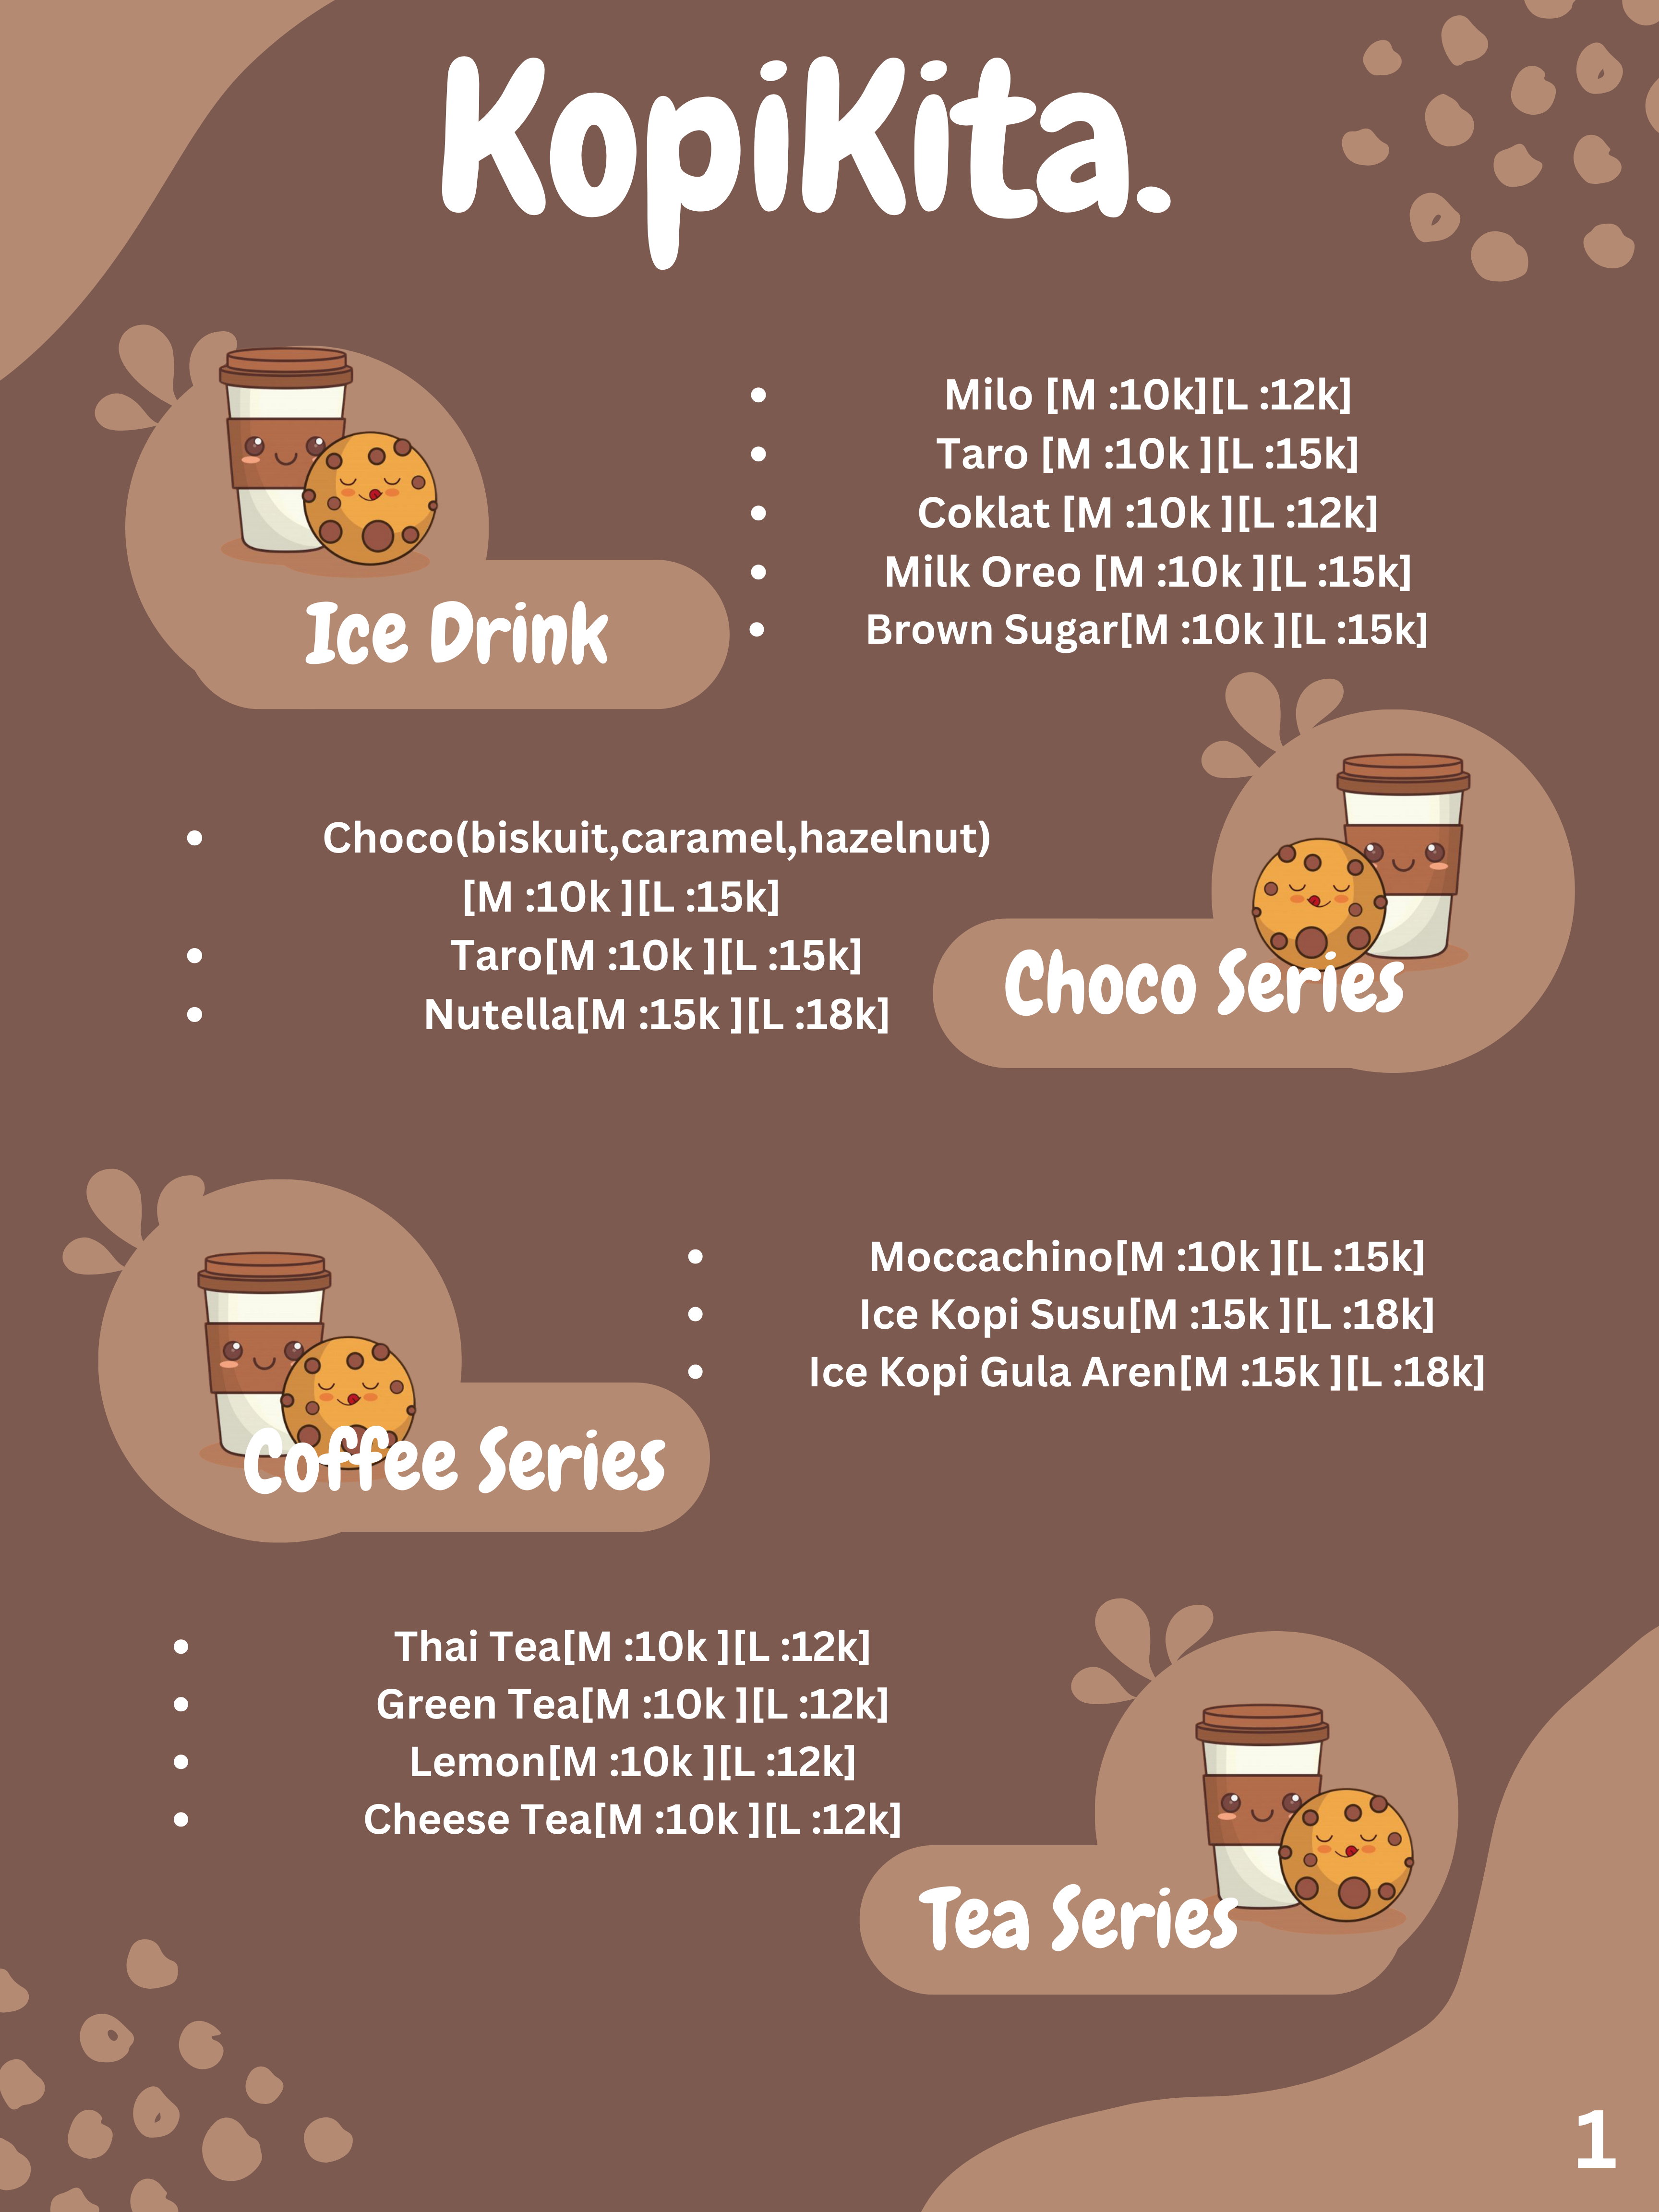 KopiKita.
Milo [M :10k][L :12k]
Taro [M :10k ][L :15k]
Coklat [M :10k ][L :12k]
Milk Oreo [M :10k ][L :15k]
Brown Sugar[M :10k ][L :15k]
Ice Drink
Choco(biskuit,caramel,hazelnut)
[M :10k ][L :15k]
Taro[M :10k ][L :15k]
Nutella[M :15k ][L :18k]
Choco Series
Moccachino[M :10k ][L :15k]
Ice Kopi Susu[M :15k ][L :18k]
Ice Kopi Gula Aren[M :15k ][L :18k]
Coffee Series
Thai Tea[M :10k ][L :12k]
Green Tea[M :10k ][L :12k]
Lemon[M :10k ][L :12k]
Cheese Tea[M :10k ][L :12k]
Tea Series
1